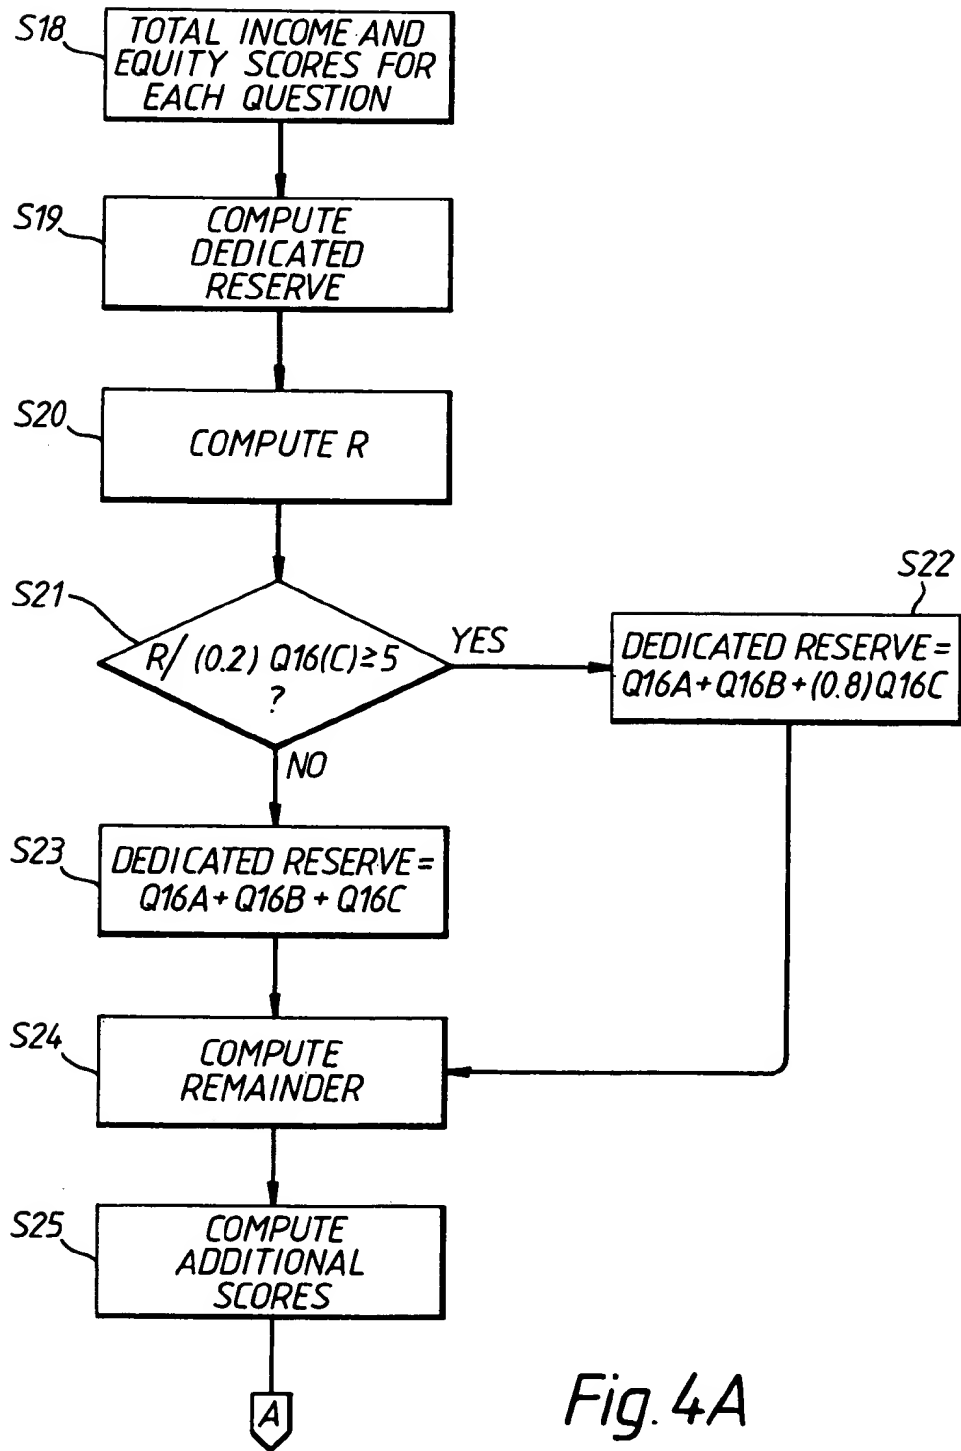 S18
TOTAL INCOME AND
EQUITY SCORES FOR
EACH QUESTION
S19
COMPUTE
DEDICATED
RESERVE
S20
COMPUTE R
S21
R/(0.2) Q16(C)≥5
?
YES
NO
S22
DEDICATED RESERVE=
Q16A+Q16B+(0.8)Q16C
S23
DEDICATED RESERVE=
Q16A+Q16B+Q16C
S24
COMPUTE
REMAINDER
S25
COMPUTE
ADDITIONAL
SCORES
A
Fig. 4A